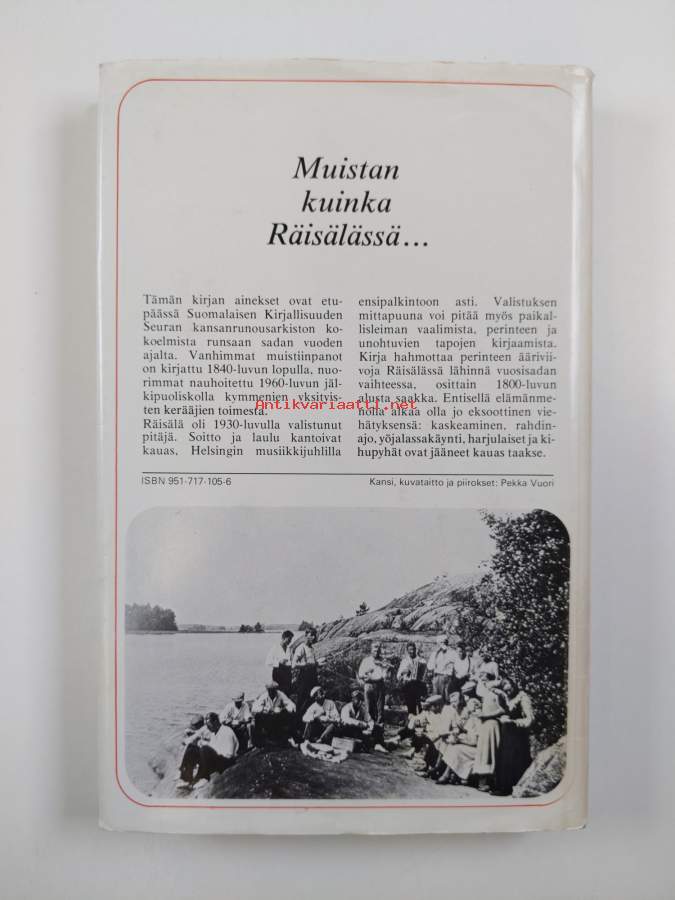 Muistan
kuinka
Räisälässä...
Tämän kirjan ainekset ovat etu-
päässä Suomalaisen Kirjallisuuden
Seuran kansanrunousarkiston ko-
koelmista runsaan sadan vuoden
ajalta. Vanhimmat muistiinpanot
on kirjattu 1840-luvun lopulla, nuo-
rimmat nauhoitettu 1960-luvun jäl-
kipuoliskolla kymmenien yksityis-
ten kerääjien toimesta.
Räisälä oli 1930-luvulla valistunut
pitäjä. Soitto ja laulu kantoivat
kauas, Helsingin musiikkijuhlilla
ensipalkintoon asti. Valistuksen
mittapuuna voi pitää myös paikal-
lisleiman vaalimista, perinteen ja
unohtuvien tapojen kirjaamista.
Kirja hahmottaa perinteen ääriviі-
voja Räisälässä lähinnä vuosisadan
vaihteessa, osittain 1800-luvun
alusta saakka. Entisellä elämänme-
nolla alkaa olla jo eksoottinen vie-
hätyksensä: kaskeaminen, rahdin-
ajo, yöjalassakäynti, harjulaiset ja ki-
hupyhät ovat jääneet kauas taakse.
Antikvariaatti.net
ISBN 951-717-105-6
Kansi, kuvataitto ja piirokset: Pekka Vuori